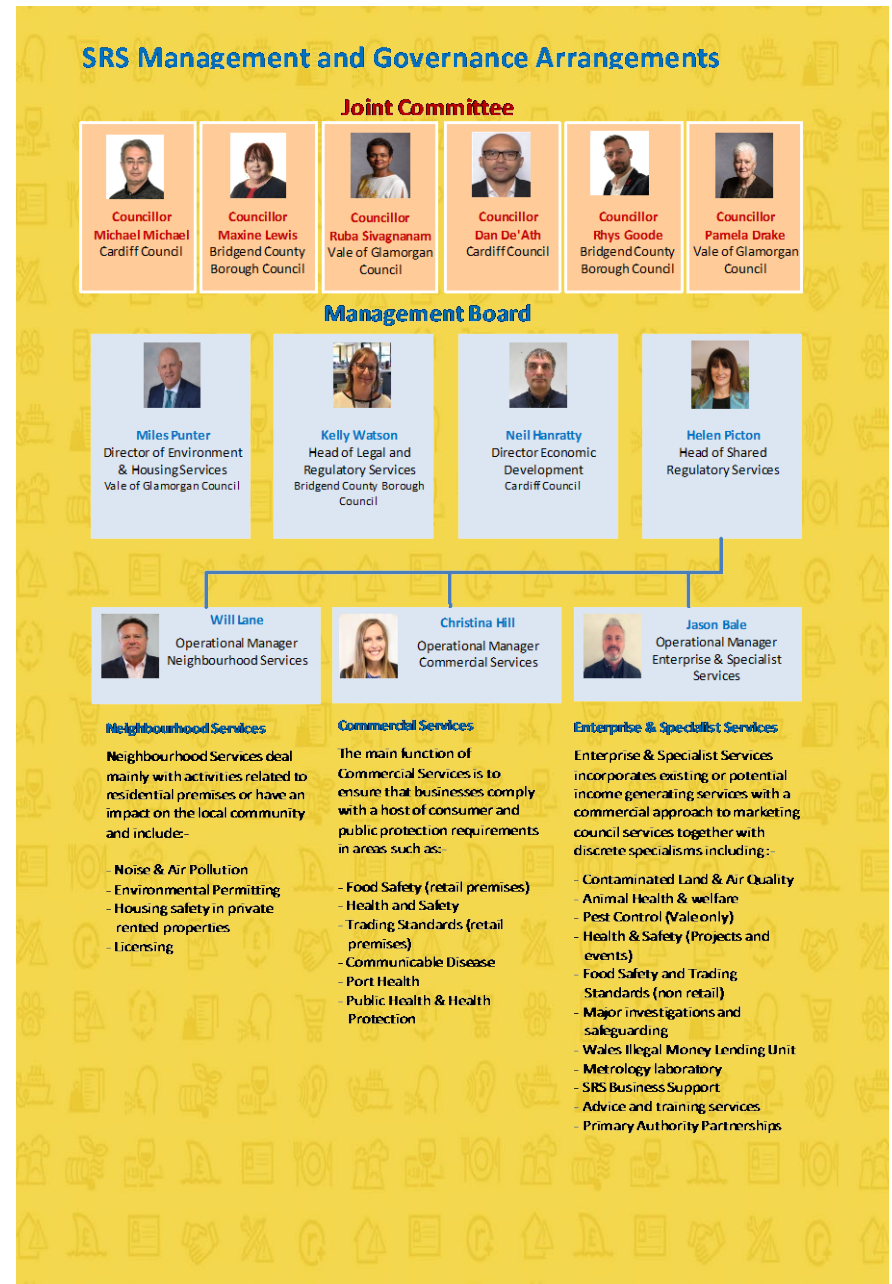 SRS Management and Governance Arrangements
Joint Committee
Councillor
Michael Michael
Cardiff Council
Councillor
Maxine Lewis
Bridgend County
Borough Council
Councillor
Ruba Sivagnanam
Vale of Glamorgan
Council
Councillor
Dan De'Ath
Cardiff Council
Councillor
Rhys Goode
Bridgend County
Borough Council
Councillor
Pamela Drake
Vale of Glamorgan
Council
Management Board
Miles Punter
Director of Environment
& Housing Services
Vale of Glamorgan Council
Kelly Watson
Head of Legal and
Regulatory Services
Bridgend County Borough
Council
Neil Hanratty
Director Economic
Development
Cardiff Council
Helen Picton
Head of Shared
Regulatory Services
Will Lane
Operational Manager
Neighbourhood Services
Christina Hill
Operational Manager
Commercial Services
Jason Bale
Operational Manager
Enterprise & Specialist
Services
Neighbourhood Services
Neighbourhood Services deal
mainly with activities related to
residential premises or have an
impact on the local community
and include:-
- Noise & Air Pollution
- Environmental Permitting
- Housing safety in private
rented properties
- Licensing
Commercial Services
The main function of
Commercial Services is to
ensure that businesses comply
with a host of consumer and
public protection requirements
in areas such as:-
- Food Safety (retail premises)
- Health and Safety
- Trading Standards (retail
premises)
- Communicable Disease
- Port Health
- Public Health & Health
Protection
Enterprise & Specialist Services
Enterprise & Specialist Services
incorporates existing or potential
income generating services with a
commercial approach to marketing
council services together with
discrete specialisms including:-
- Contaminated Land & Air Quality
- Animal Health & welfare
- Pest Control (Vale only)
- Health & Safety (Projects and
events)
- Food Safety and Trading
Standards (non retail)
- Major investigations and
safeguarding
- Wales Illegal Money Lending Unit
- Metrology laboratory
- SRS Business Support
- Advice and training services
- Primary Authority Partnerships